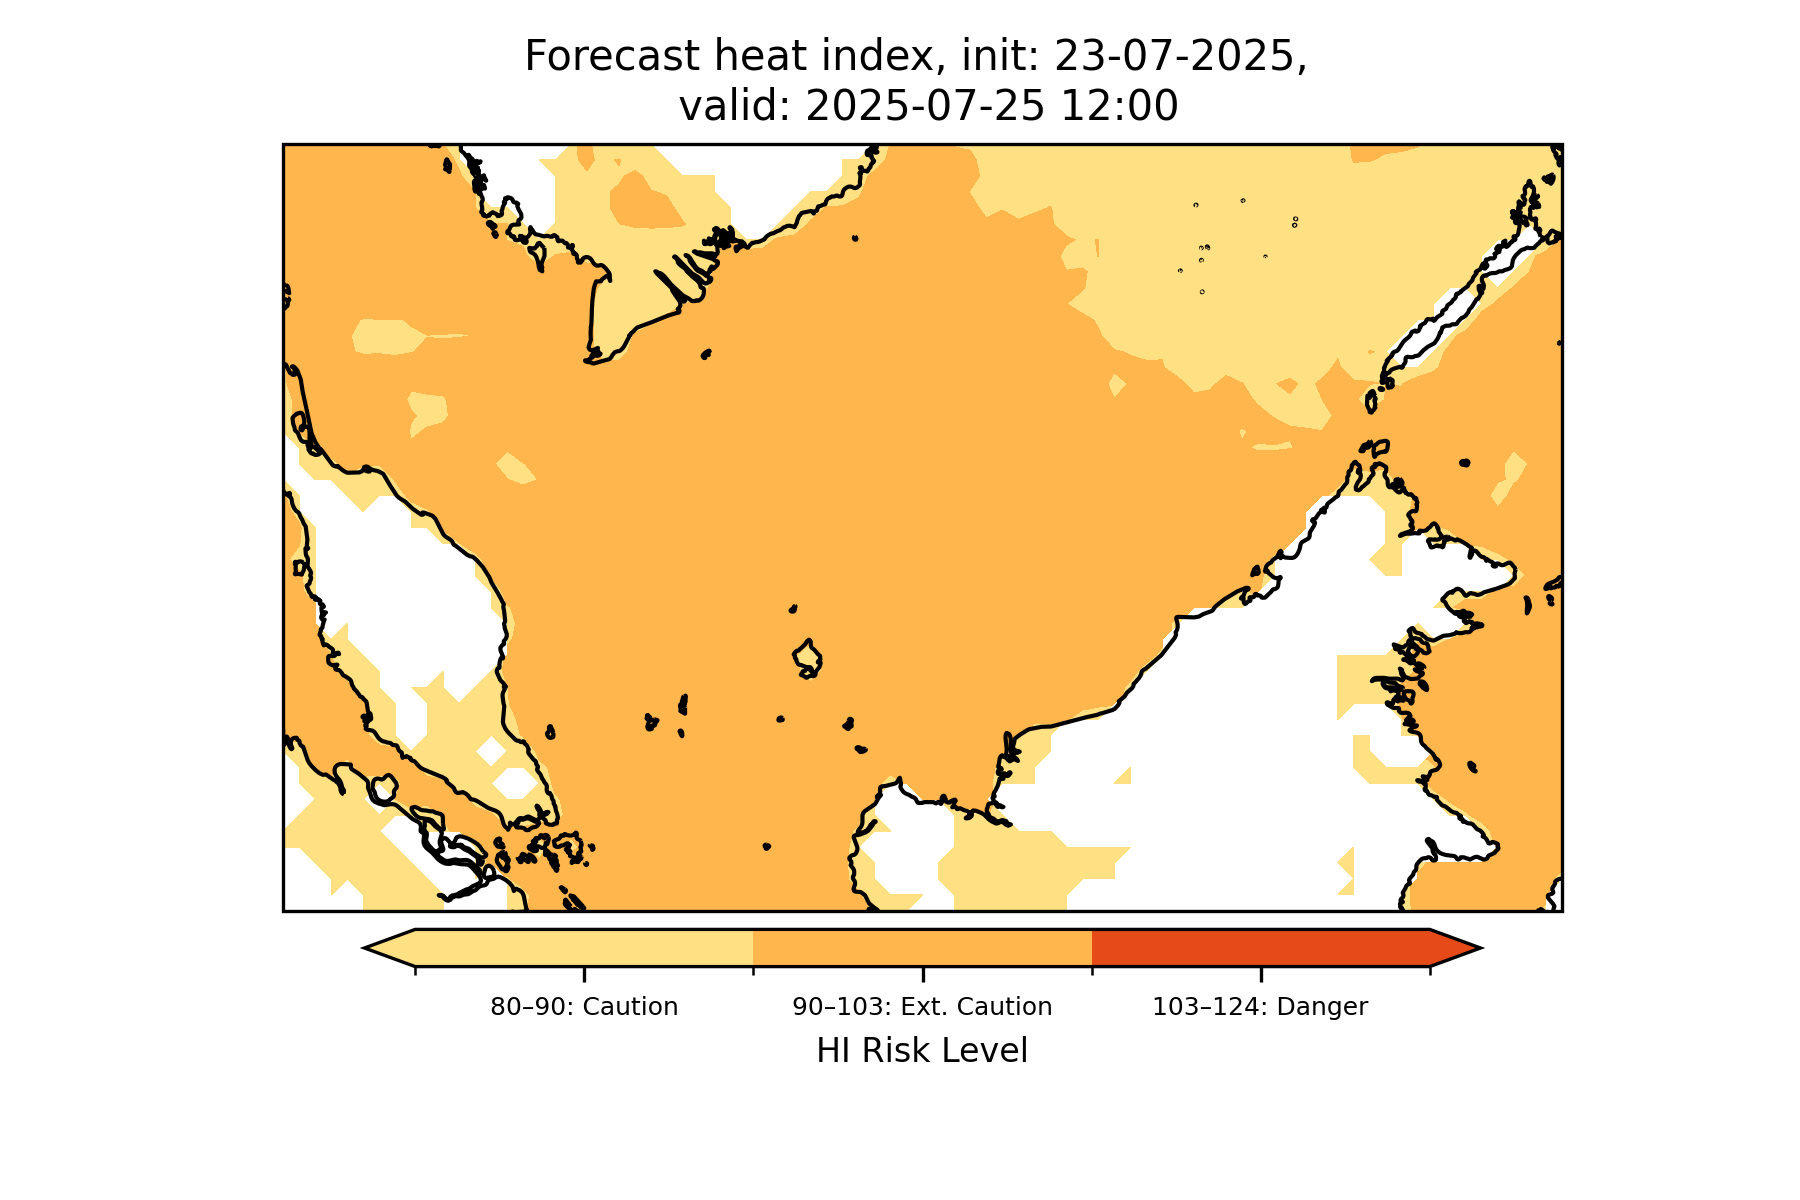 Forecast heat index, init: 23-07-2025,
valid: 2025-07-25 12:00
80–90: Caution
90–103: Ext. Caution
103–124: Danger
HI Risk Level